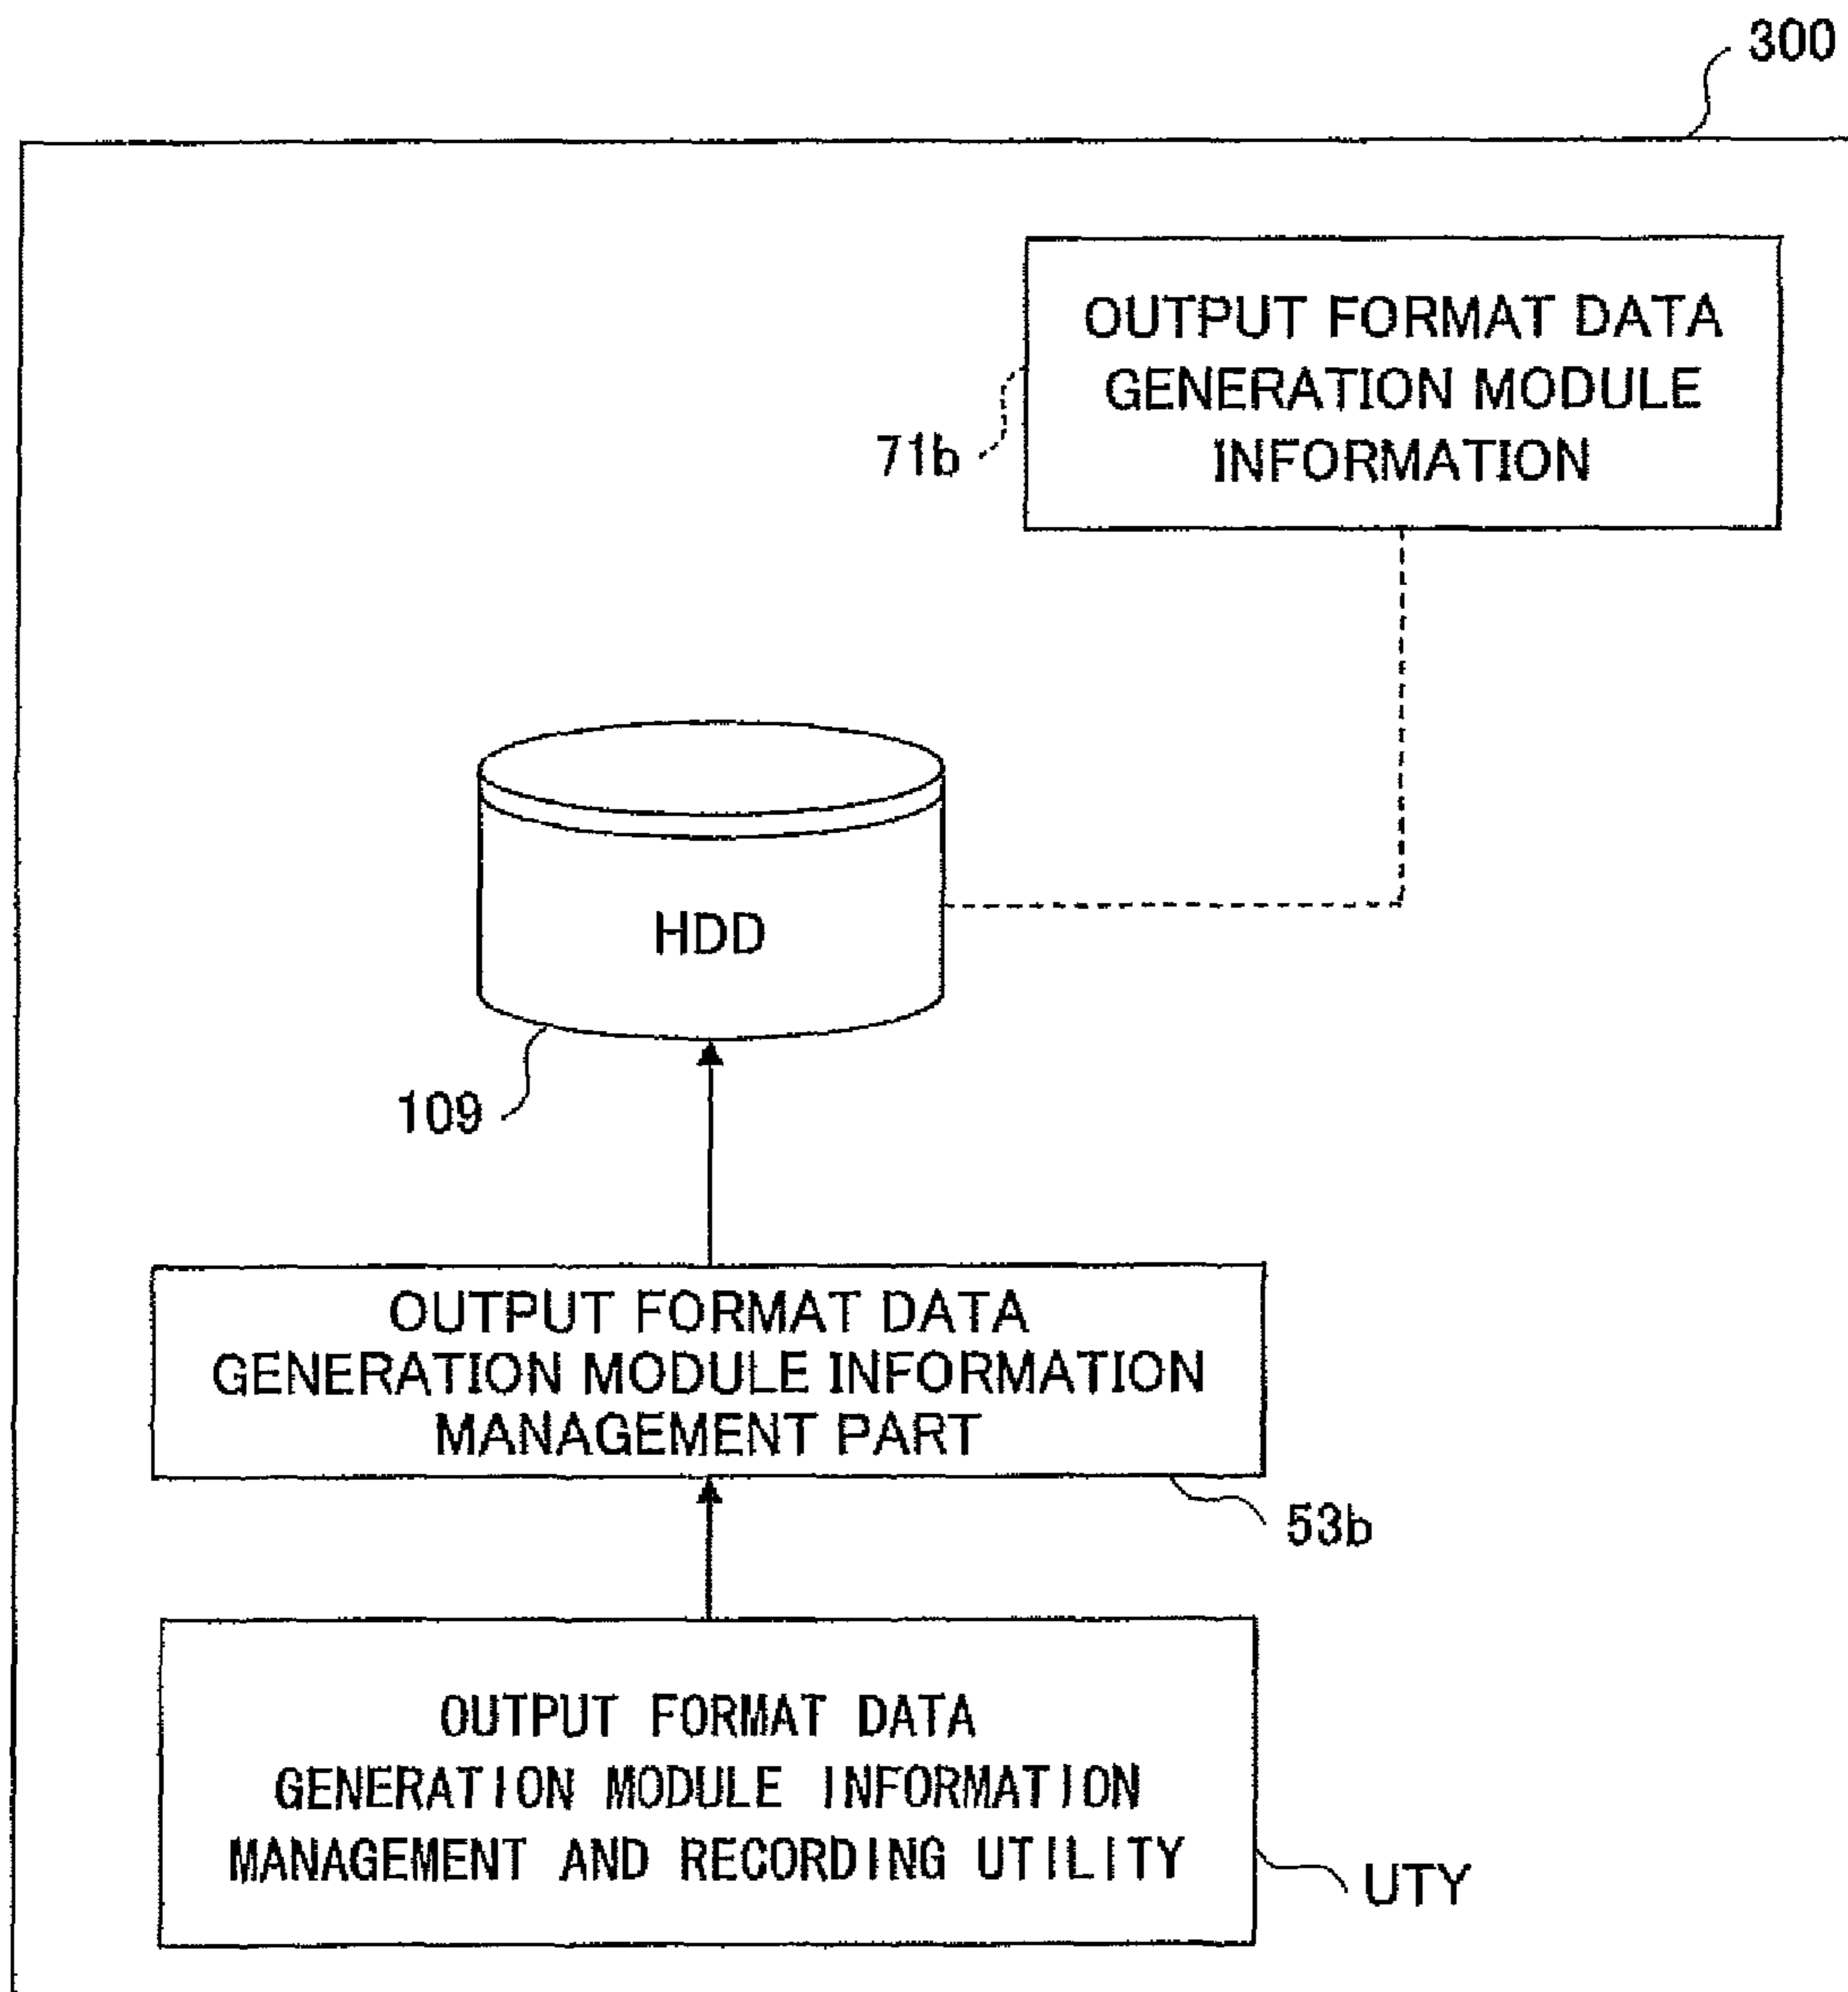 300
OUTPUT FORMAT DATA
GENERATION MODULE
INFORMATION
71b
HDD
109
OUTPUT FORMAT DATA
GENERATION MODULE INFORMATION
MANAGEMENT PART
53b
OUTPUT FORMAT DATA
GENERATION MODULE INFORMATION
MANAGEMENT AND RECORDING UTILITY
UTY